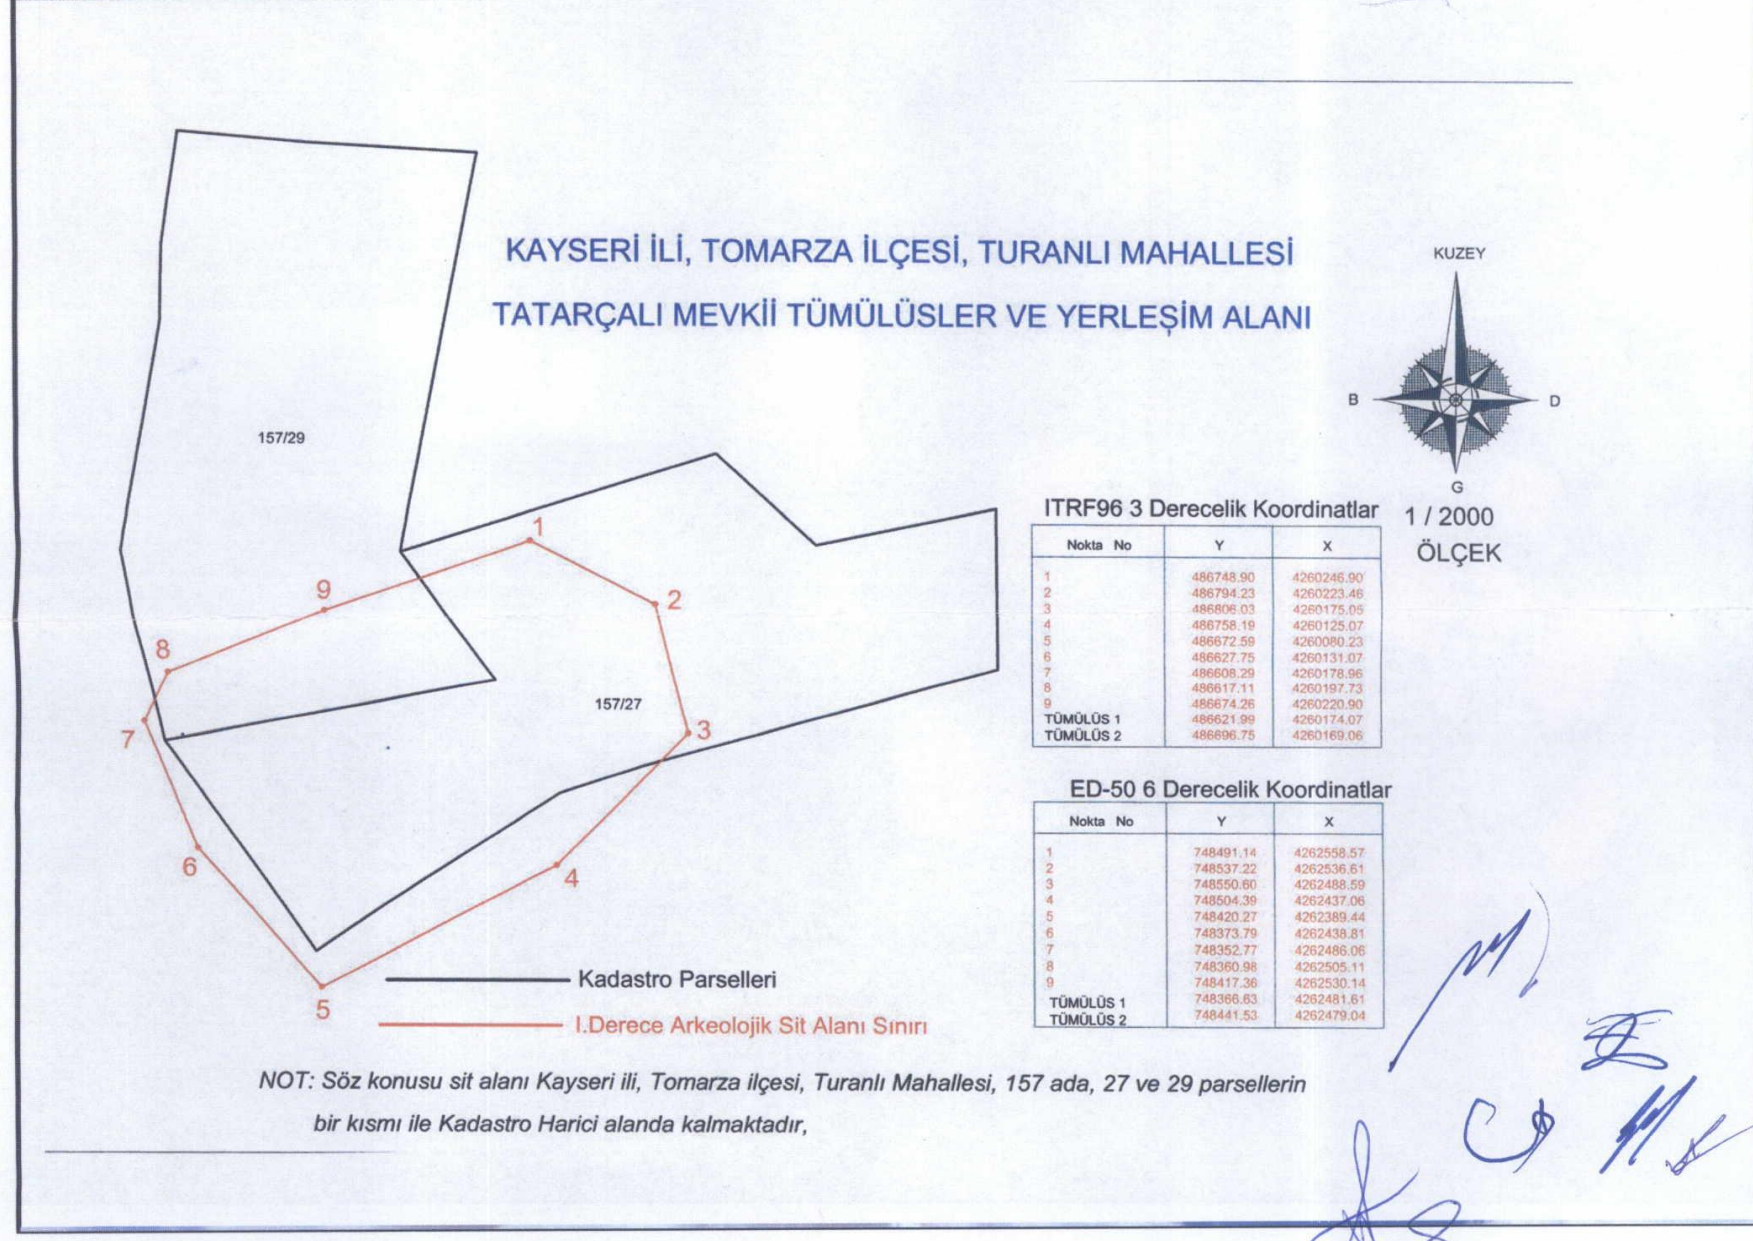 KAYSERİ İLİ, TOMARZA İLÇESİ, TURANLI MAHALLESİ
TATARÇALI MEVKİİ TÜMÜLÜSLER VE YERLEŞİM ALANI
KUZEY
B
D
G
1 / 2000
ÖLÇEK
157/29
157/27
1
2
3
4
5
6
7
8
9
ITRF96 3 Derecelik Koordinatlar
Nokta No Y X
1 486748.90 4260246.90
2 486794.23 4260223.46
3 486806.03 4260175.05
4 486758.19 4260125.07
5 486672.59 4260080.23
6 486627.75 4260131.07
7 486608.29 4260178.96
8 486617.11 4260197.73
9 486674.26 4260220.90
TÜMÜLÜS 1 486621.99 4260174.07
TÜMÜLÜS 2 486696.75 4260169.06
ED-50 6 Derecelik Koordinatlar
Nokta No Y X
1 748491.14 4262558.57
2 748537.22 4262536.61
3 748550.60 4262488.59
4 748504.39 4262437.06
5 748420.27 4262389.44
6 748373.79 4262438.81
7 748352.77 4262486.06
8 748360.98 4262505.11
9 748417.36 4262530.14
TÜMÜLÜS 1 748366.63 4262481.61
TÜMÜLÜS 2 748441.53 4262479.04
Kadastro Parselleri
I.Derece Arkeolojik Sit Alanı Sınırı
NOT: Söz konusu sit alanı Kayseri ili, Tomarza ilçesi, Turanlı Mahallesi, 157 ada, 27 ve 29 parsellerin
bir kısmı ile Kadastro Harici alanda kalmaktadır,